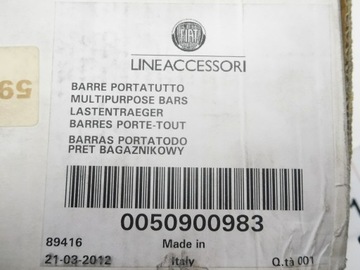 FIAT
LINEACCESSORI
BARRE PORTATUTTO
MULTIPURPOSE BARS
LASTENTRAEGER
BARRES PORTE-TOUT
BARRAS PORTATODO
PRET BAGAZNIKOWY
0050900983
89416 Made in
21-03-2012 Italy Q.tà 001
59